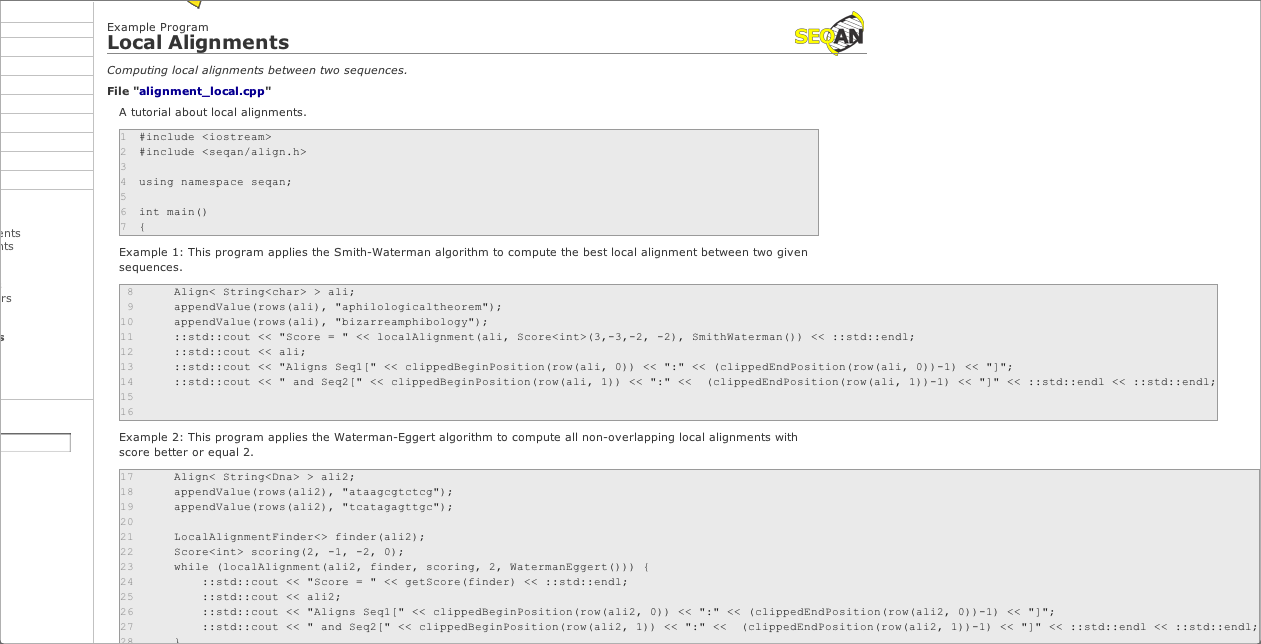 Example Program
Local Alignments
SEQAN
Computing local alignments between two sequences.
File "alignment_local.cpp"
A tutorial about local alignments.
1 #include <iostream>
2 #include <seqan/align.h>
3
4 using namespace seqan;
5
6 int main()
7 {
ents
nts
rs
s
Example 1: This program applies the Smith-Waterman algorithm to compute the best local alignment between two given
sequences.
8 Align< String<char> > ali;
9 appendValue(rows(ali), "aphilologicaltheorem");
10 appendValue(rows(ali), "bizarreamphibology");
11 ::std::cout << "Score = " << localAlignment(ali, Score<int>(3,-3,-2, -2), SmithWaterman()) << ::std::endl;
12 ::std::cout << ali;
13 ::std::cout << "Aligns Seq1[" << clippedBeginPosition(row(ali, 0)) << ":" << (clippedEndPosition(row(ali, 0))-1) << "]";
14 ::std::cout << " and Seq2[" << clippedBeginPosition(row(ali, 1)) << ":" <<  (clippedEndPosition(row(ali, 1))-1) << "]" << ::std::endl << ::std::endl;
15
16
Example 2: This program applies the Waterman-Eggert algorithm to compute all non-overlapping local alignments with
score better or equal 2.
17 Align< String<Dna> > ali2;
18 appendValue(rows(ali2), "ataagcgtctcg");
19 appendValue(rows(ali2), "tcatagagttgc");
20
21 LocalAlignmentFinder<> finder(ali2);
22 Score<int> scoring(2, -1, -2, 0);
23 while (localAlignment(ali2, finder, scoring, 2, WatermanEggert())) {
24 ::std::cout << "Score = " << getScore(finder) << ::std::endl;
25 ::std::cout << ali2;
26 ::std::cout << "Aligns Seq1[" << clippedBeginPosition(row(ali2, 0)) << ":" << (clippedEndPosition(row(ali2, 0))-1) << "]";
27 ::std::cout << " and Seq2[" << clippedBeginPosition(row(ali2, 1)) << ":" <<  (clippedEndPosition(row(ali2, 1))-1) << "]" << ::std::endl << ::std::endl;
28 }